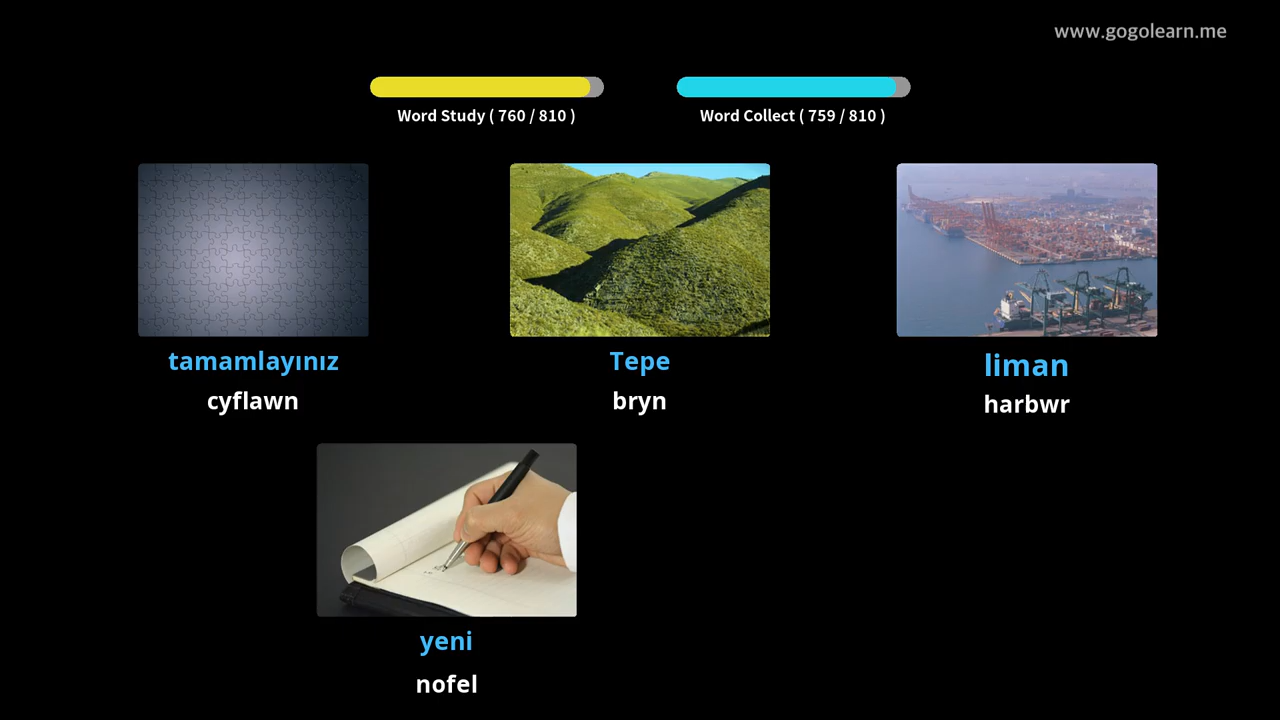 www.gogolearn.me
Word Study ( 760 / 810 )
Word Collect ( 759 / 810 )
tamamlayınız
cyflawn
Tepe
bryn
liman
harbwr
yeni
nofel